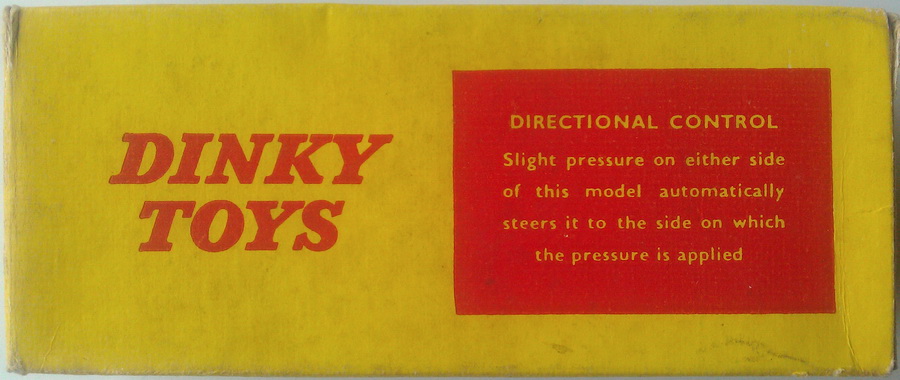 DINKY
TOYS
DIRECTIONAL CONTROL
Slight pressure on either side
of this model automatically
steers it to the side on which
the pressure is applied